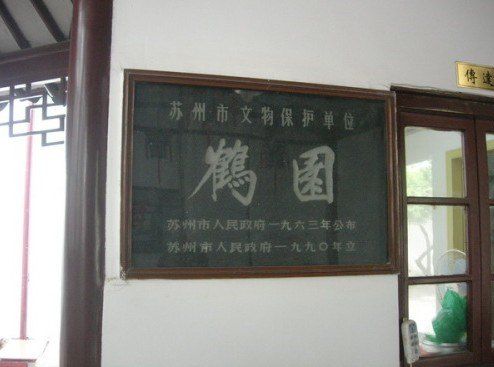 苏州市文物保护单位
鹤园
苏州市人民政府一九六三年公布
苏州市人民政府一九九〇年立
傳達